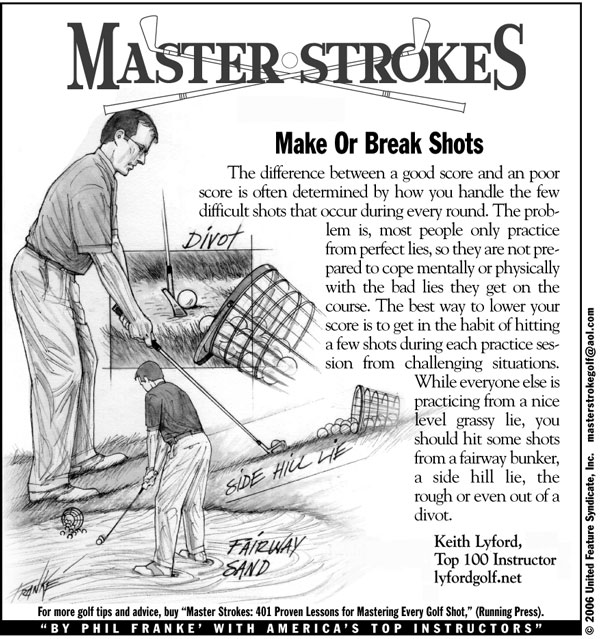 MASTER STROKES
Make Or Break Shots
The difference between a good score and an poor
score is often determined by how you handle the few
difficult shots that occur during every round. The prob-
lem is, most people only practice
from perfect lies, so they are not pre-
pared to cope mentally or physically
with the bad lies they get on the
course. The best way to lower your
score is to get in the habit of hitting
a few shots during each practice ses-
sion from challenging situations.
While everyone else is
practicing from a nice
level grassy lie, you
should hit some shots
from a fairway bunker,
a side hill lie, the
rough or even out of a
divot.
Keith Lyford,
Top 100 Instructor
lyfordgolf.net
DIVOT
SIDE HILL LIE
FAIRWAY
SAND
FRANKE
For more golf tips and advice, buy “Master Strokes: 401 Proven Lessons for Mastering Every Golf Shot,” (Running Press).
"BY PHIL FRANKE' WITH AMERICA'S TOP INSTRUCTORS"
© 2006 United Feature Syndicate, Inc. masterstrokegolf@aol.com